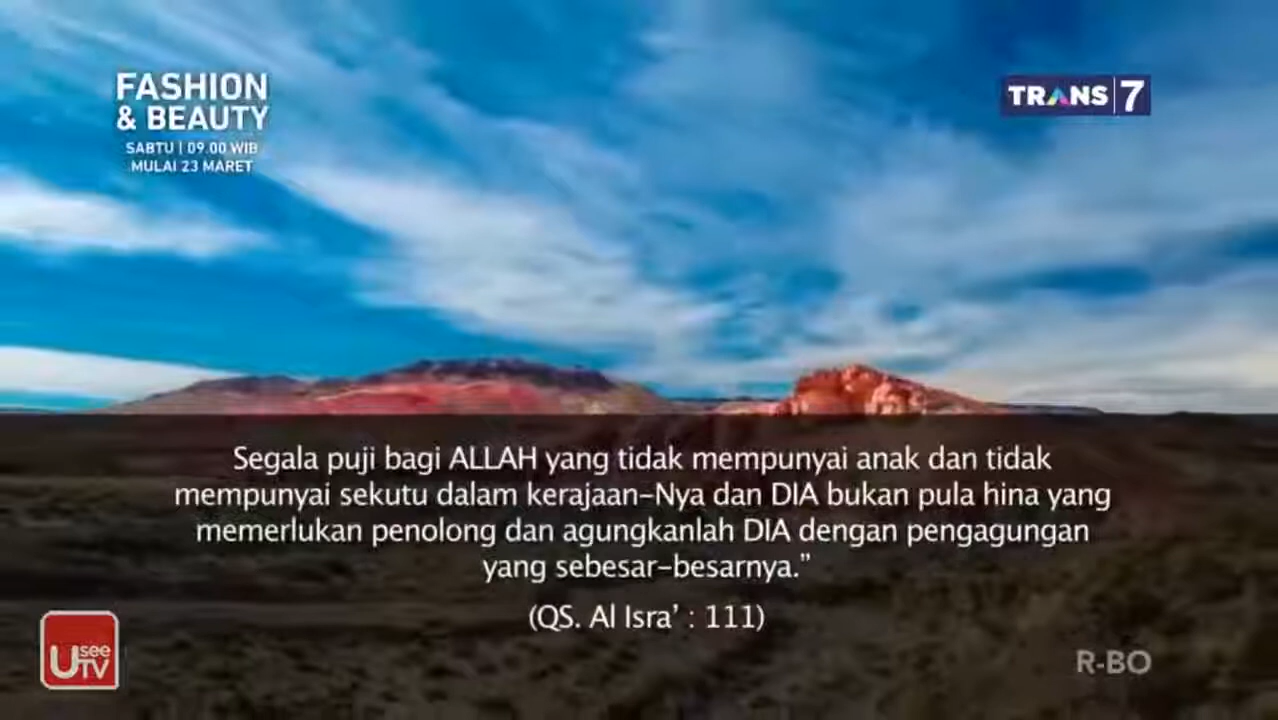 FASHION
& BEAUTY
SABTU | 09.00 WIB
MULAI 23 MARET
TRANS|7
Segala puji bagi ALLAH yang tidak mempunyai anak dan tidak
mempunyai sekutu dalam kerajaan-Nya dan DIA bukan pula hina yang
memerlukan penolong dan agungkanlah DIA dengan pengagungan
yang sebesar-besarnya.”
(QS. Al Isra’ : 111)
UseeTV
R-BO